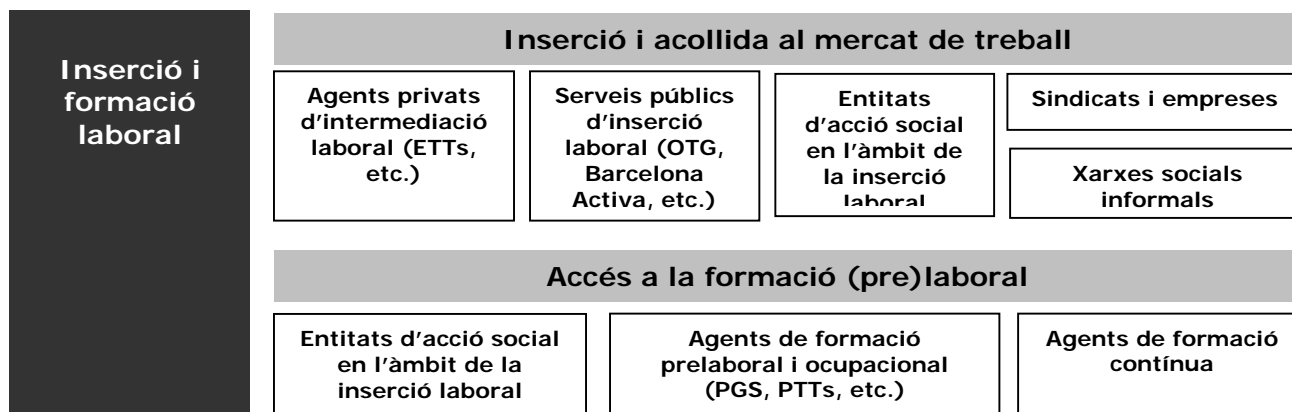 Inserció i
formació
laboral
Inserció i acollida al mercat de treball
Agents privats
d'intermediació
laboral (ETTs,
etc.)
Serveis públics
d'inserció
laboral (OTG,
Barcelona
Activa, etc.)
Entitats
d'acció social
en l'àmbit de
la inserció
laboral
Sindicats i empreses
Xarxes socials
informals
Accés a la formació (pre)laboral
Entitats d'acció social
en l'àmbit de la
inserció laboral
Agents de formació
prelaboral i ocupacional
(PGS, PTTs, etc.)
Agents de formació
contínua